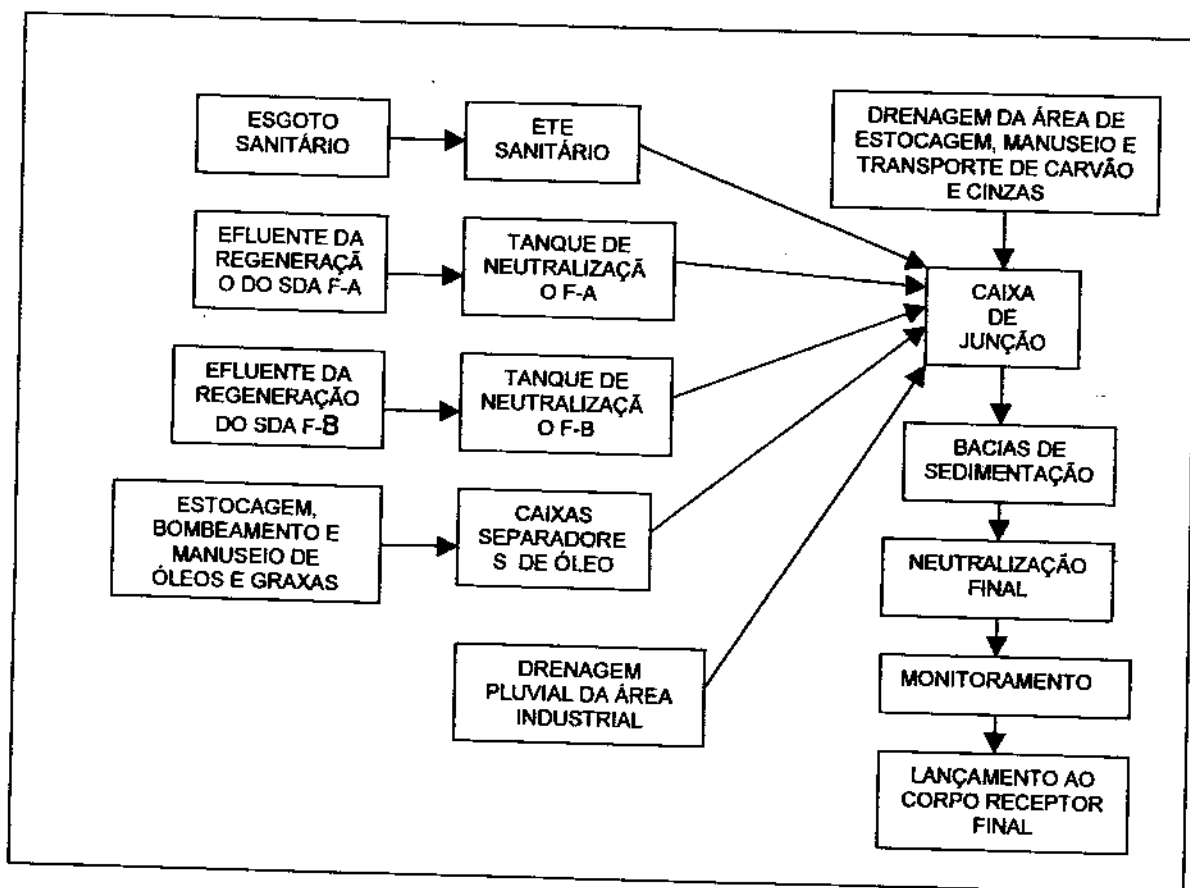 ESGOTO
SANITÁRIO
ETE
SANITÁRIO
DRENAGEM DA ÁREA DE
ESTOCAGEM, MANUSEIO E
TRANSPORTE DE CARVÃO
E CINZAS
EFLUENTE DA
REGENERAÇÃ
O DO SDA F-A
TANQUE DE
NEUTRALIZAÇÃ
O F-A
CAIXA
DE
JUNÇÃO
EFLUENTE DA
REGENERAÇÃO
DO SDA F-B
TANQUE DE
NEUTRALIZAÇÃ
O F-B
BACIAS DE
SEDIMENTAÇÃO
ESTOCAGEM,
BOMBEAMENTO E
MANUSEIO DE
ÓLEOS E GRAXAS
CAIXAS
SEPARADORE
S DE ÓLEO
NEUTRALIZAÇÃO
FINAL
DRENAGEM
PLUVIAL DA ÁREA
INDUSTRIAL
MONITORAMENTO
LANÇAMENTO AO
CORPO RECEPTOR
FINAL